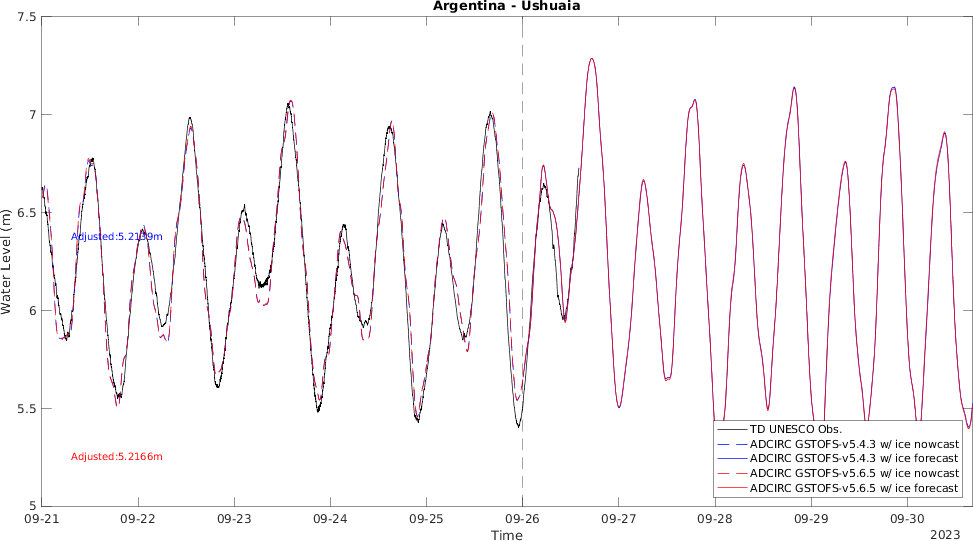 Argentina - Ushuaia
7.5
7
6.5
6
5.5
5
Water Level (m)
Adjusted:5.2166m
TD UNESCO Obs.
ADCIRC GSTOFS-v5.4.3 w/ ice nowcast
ADCIRC GSTOFS-v5.4.3 w/ ice forecast
ADCIRC GSTOFS-v5.6.5 w/ ice nowcast
ADCIRC GSTOFS-v5.6.5 w/ ice forecast
09-21 09-22 09-23 09-24 09-25 09-26 09-27 09-28 09-29 09-30
Time
2023